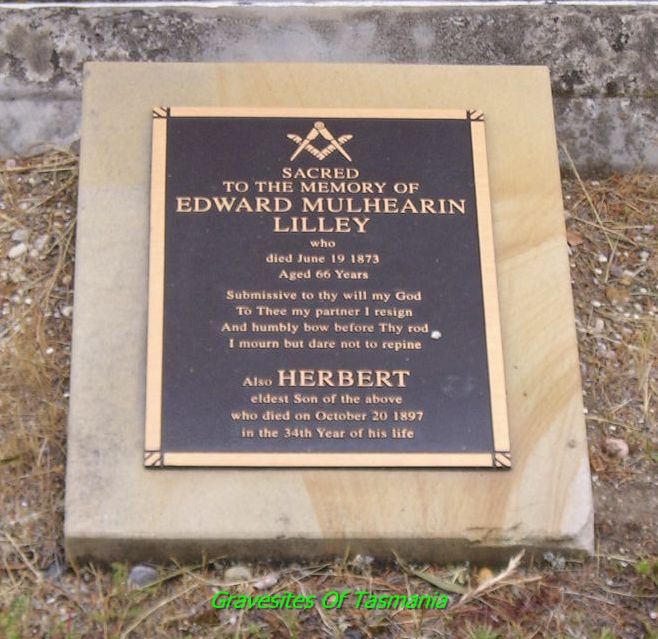 SACRED
TO THE MEMORY OF
EDWARD MULHEARIN
LILLEY
who
died June 19 1873
Aged 66 Years
Submissive to thy will my God
To Thee my partner I resign
And humbly bow before Thy rod
I mourn but dare not to repine
Also HERBERT
eldest Son of the above
who died on October 20 1897
in the 34th Year of his life
Gravesites Of Tasmania